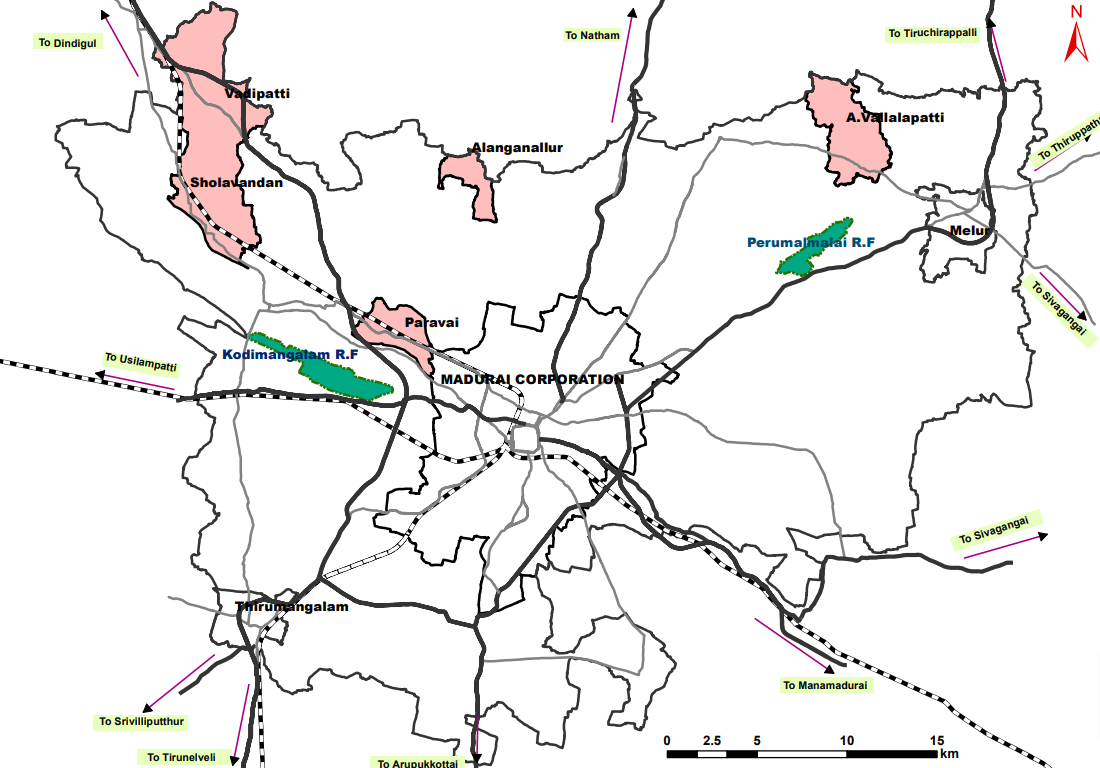 N
To Natham
To Tiruchirappalli
To Dindigul
Vadipatti
A.Vallalapatti
To Thiruppathu
Alanganallur
Sholavandan
Melur
Perumalmalai R.F
To Sivagangai
Paravai
Kodimangalam R.F
To Usilampatti
MADURAI CORPORATION
To Sivagangai
Thirumangalam
To Manamadurai
To Srivilliputthur
0 2.5 5 10 15
km
To Tirunelveli
To Arupukkottai